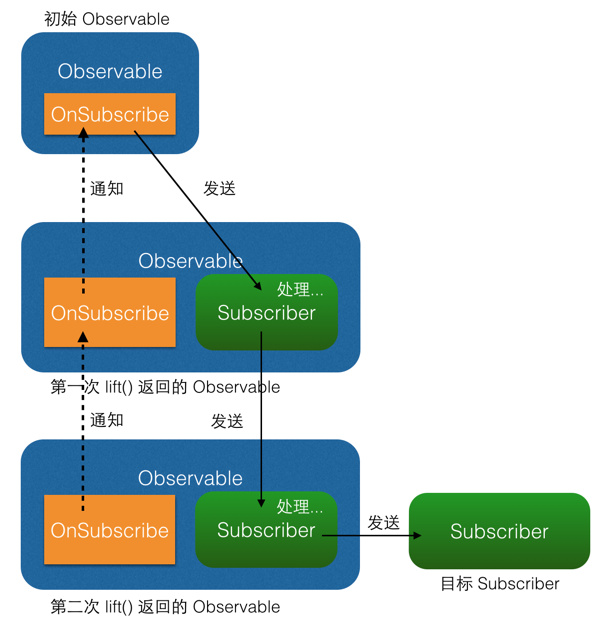 初始 Observable
Observable
OnSubscribe
通知
发送
Observable
处理...
OnSubscribe
Subscriber
第一次 lift() 返回的 Observable
通知
发送
Observable
处理...
OnSubscribe
Subscriber
发送
Subscriber
目标 Subscriber
第二次 lift() 返回的 Observable